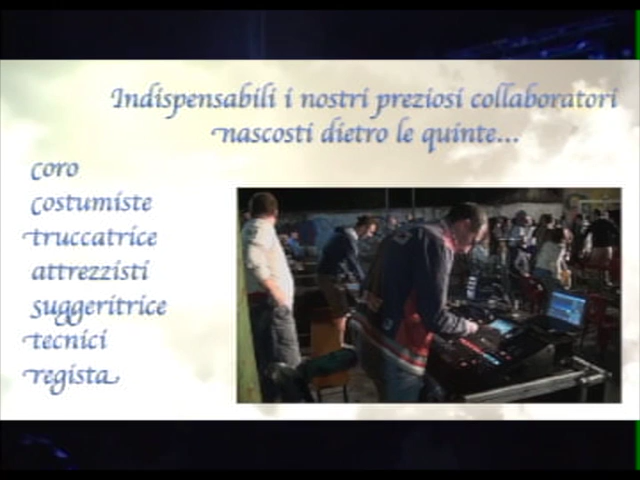 Indispensabili i nostri preziosi collaboratori
nascosti dietro le quinte...
coro
costumiste
truccatrice
attrezzisti
suggeritrice
tecnici
regista